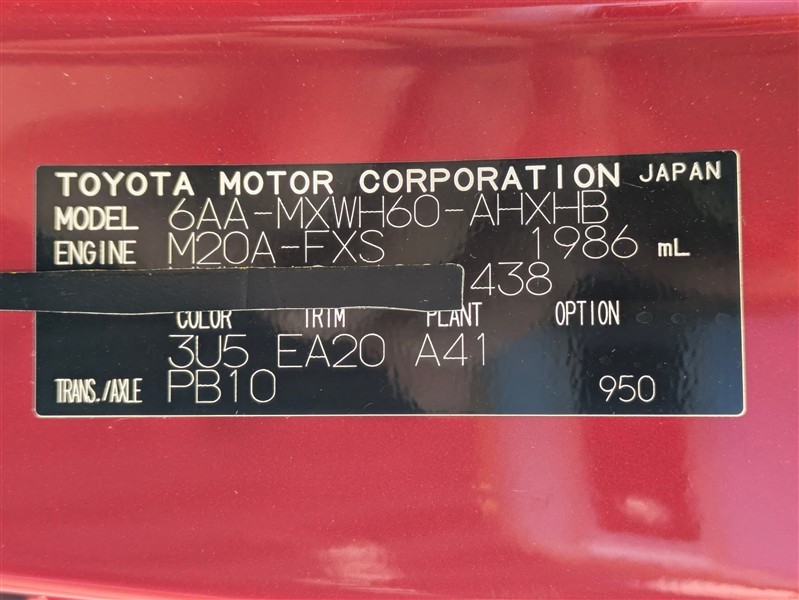 TOYOTA MOTOR CORPORATION JAPAN
MODEL 6AA-MXWH60-AHXHB
ENGINE M20A-FXS 1986 mL
438
COLOR TRIM PLANT OPTION
3U5 EA20 A41
TRANS./AXLE PB10 950